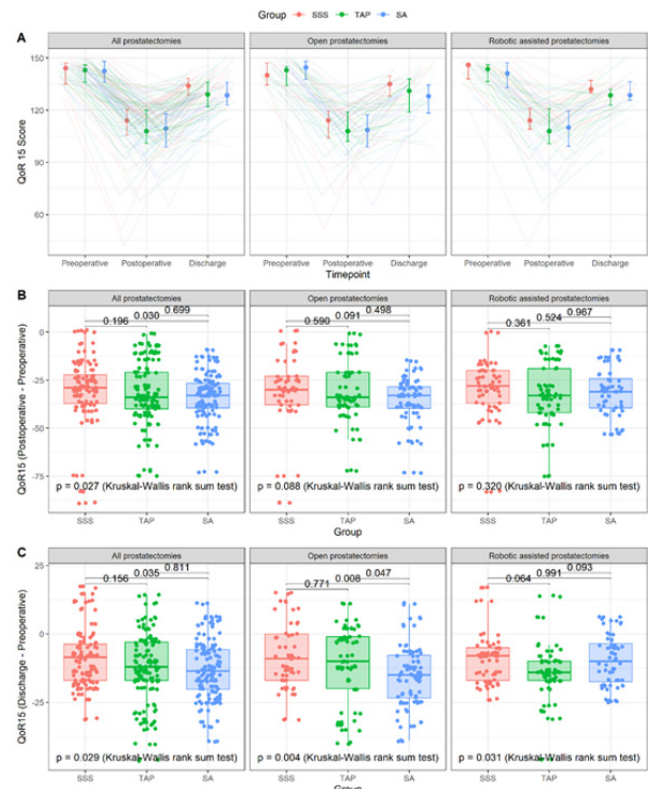 Group SSS TAP SA
A
All prostatectomies Open prostatectomies Robotic assisted prostatectomies
150
120
90
60
QoR 15 Score
Preoperative Postoperative Discharge Preoperative Postoperative Discharge Preoperative Postoperative Discharge
Timepoint
B
All prostatectomies Open prostatectomies Robotic assisted prostatectomies
0.699 0.498 0.967
0.030 0.091 0.524
0.196 0.590 0.361
0
-25
-50
-75
QoR15 (Postoperative - Preoperative)
p = 0.027 (Kruskal-Wallis rank sum test) p = 0.088 (Kruskal-Wallis rank sum test) p = 0.320 (Kruskal-Wallis rank sum test)
SSS TAP SA SSS TAP SA SSS TAP SA
Group
C
All prostatectomies Open prostatectomies Robotic assisted prostatectomies
25
0.811 0.047 0.093
0.035 0.008 0.991
0.156 0.771 0.064
0
-25
QoR15 (Discharge - Preoperative)
p = 0.029 (Kruskal-Wallis rank sum test) p = 0.004 (Kruskal-Wallis rank sum test) p = 0.031 (Kruskal-Wallis rank sum test)
SSS TAP SA SSS TAP SA SSS TAP SA
Group